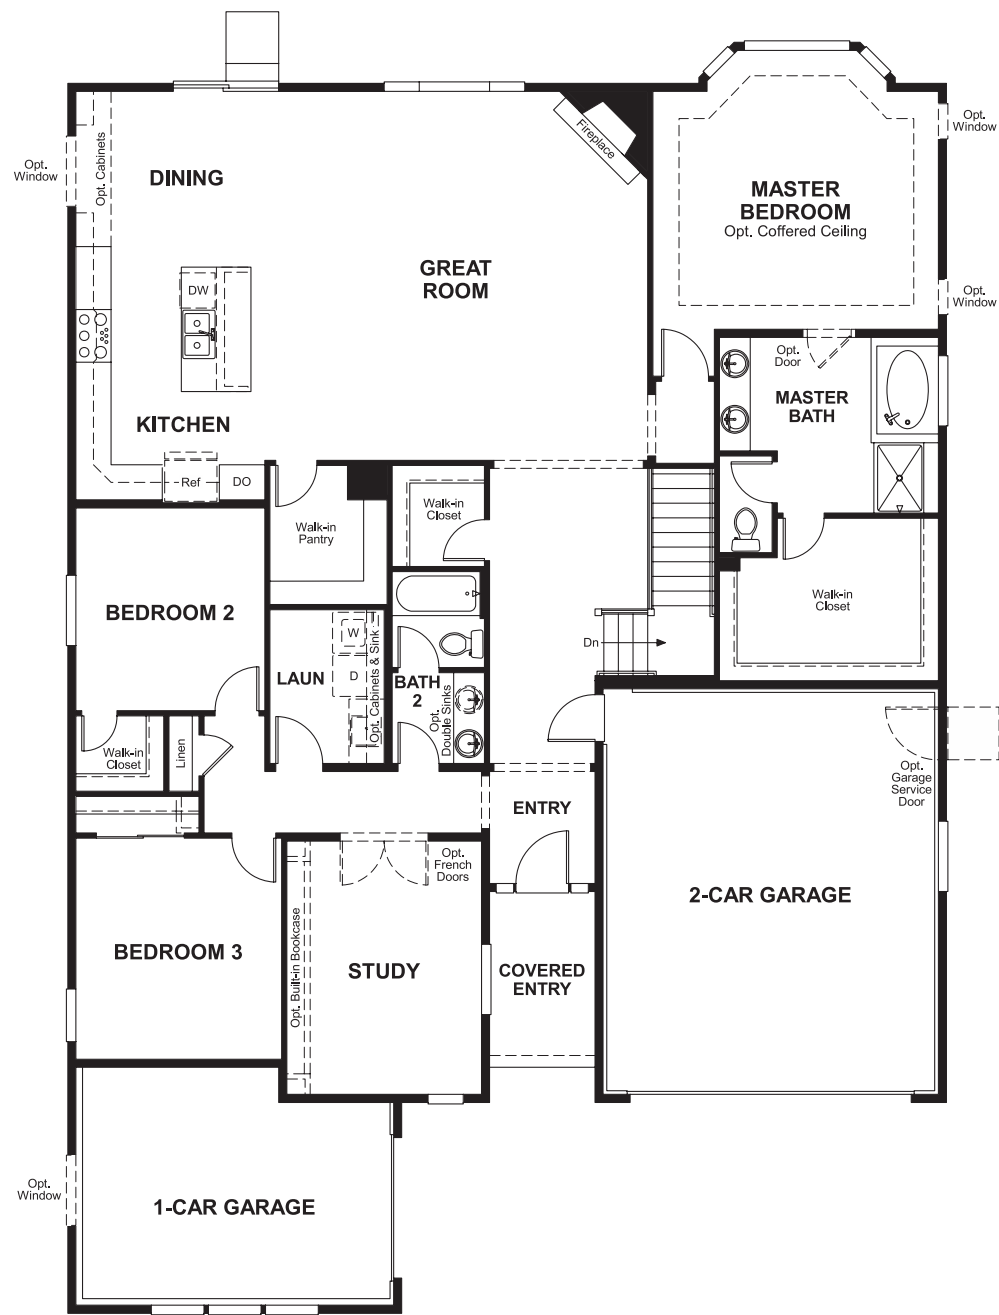 Opt.
Window
Opt. Cabinets
DINING
Fireplace
MASTER
BEDROOM
Opt. Coffered Ceiling
Opt.
Window
GREAT
ROOM
DW
Opt.
Window
Opt.
Door
MASTER
BATH
KITCHEN
Ref
DO
Walk-in
Pantry
Walk-in
Closet
Walk-in
Closet
BEDROOM 2
W
D
Opt. Cabinets & Sink
LAUN
BATH
2
Opt.
Double Sinks
Dn
Walk-in
Closet
Linen
ENTRY
Opt.
Garage
Service
Door
Opt.
French
Doors
2-CAR GARAGE
BEDROOM 3
Opt. Built-in Bookcase
STUDY
COVERED
ENTRY
Opt.
Window
1-CAR GARAGE